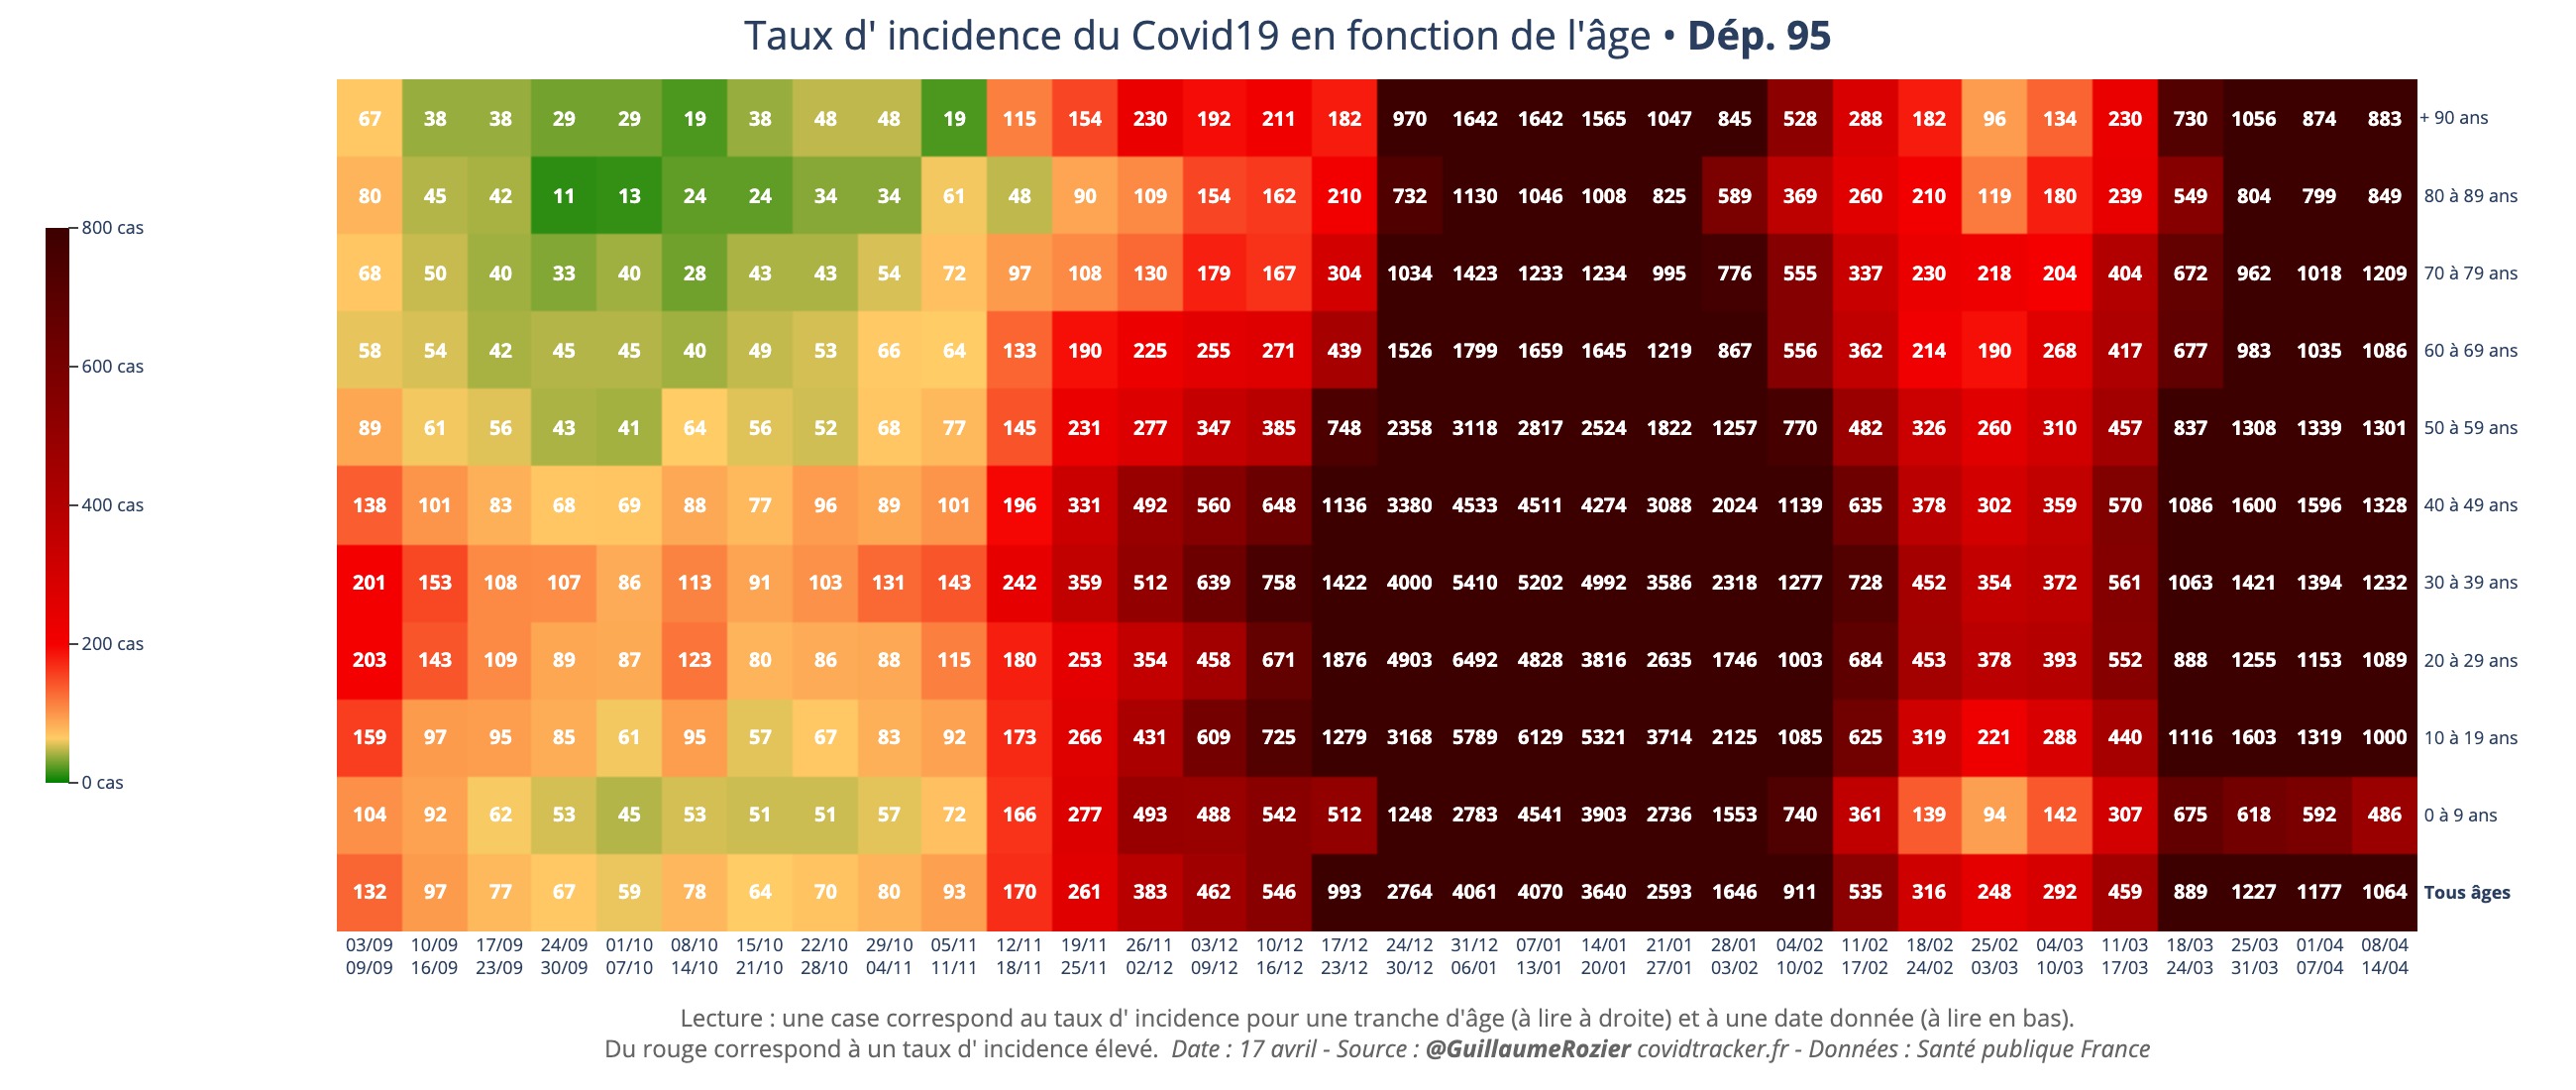 Taux d' incidence du Covid19 en fonction de l'âge • Dép. 95
67 38 38 29 29 19 38 48 48 19 115 154 230 192 211 182 970 1642 1642 1565 1047 845 528 288 182 96 134 230 730 1056 874 883 + 90 ans
80 45 42 11 13 24 24 34 34 61 48 90 109 154 162 210 732 1130 1046 1008 825 589 369 260 210 119 180 239 549 804 799 849 80 à 89 ans
800 cas
68 50 40 33 40 28 43 43 54 72 97 108 130 179 167 304 1034 1423 1233 1234 995 776 555 337 230 218 204 404 672 962 1018 1209 70 à 79 ans
58 54 42 45 45 40 49 53 66 64 133 190 225 255 271 439 1526 1799 1659 1645 1219 867 556 362 214 190 268 417 677 983 1035 1086 60 à 69 ans
600 cas
89 61 56 43 41 64 56 52 68 77 145 231 277 347 385 748 2358 3118 2817 2524 1822 1257 770 482 326 260 310 457 837 1308 1339 1301 50 à 59 ans
400 cas
138 101 83 68 69 88 77 96 89 101 196 331 492 560 648 1136 3380 4533 4511 4274 3088 2024 1139 635 378 302 359 570 1086 1600 1596 1328 40 à 49 ans
201 153 108 107 86 113 91 103 131 143 242 359 512 639 758 1422 4000 5410 5202 4992 3586 2318 1277 728 452 354 372 561 1063 1421 1394 1232 30 à 39 ans
200 cas
203 143 109 89 87 123 80 86 88 115 180 253 354 458 671 1876 4903 6492 4828 3816 2635 1746 1003 684 453 378 393 552 888 1255 1153 1089 20 à 29 ans
159 97 95 85 61 95 57 67 83 92 173 266 431 609 725 1279 3168 5789 6129 5321 3714 2125 1085 625 319 221 288 440 1116 1603 1319 1000 10 à 19 ans
0 cas
104 92 62 53 45 53 51 51 57 72 166 277 493 488 542 512 1248 2783 4541 3903 2736 1553 740 361 139 94 142 307 675 618 592 486 0 à 9 ans
132 97 77 67 59 78 64 70 80 93 170 261 383 462 546 993 2764 4061 4070 3640 2593 1646 911 535 316 248 292 459 889 1227 1177 1064 Tous âges
03/09 10/09 17/09 24/09 01/10 08/10 15/10 22/10 29/10 05/11 12/11 19/11 26/11 03/12 10/12 17/12 24/12 31/12 07/01 14/01 21/01 28/01 04/02 11/02 18/02 25/02 04/03 11/03 18/03 25/03 01/04 08/04
09/09 16/09 23/09 30/09 07/10 14/10 21/10 28/10 04/11 11/11 18/11 25/11 02/12 09/12 16/12 23/12 30/12 06/01 13/01 20/01 27/01 03/02 10/02 17/02 24/02 03/03 10/03 17/03 24/03 31/03 07/04 14/04
Lecture : une case correspond au taux d' incidence pour une tranche d'âge (à lire à droite) et à une date donnée (à lire en bas).
Du rouge correspond à un taux d' incidence élevé. Date : 17 avril - Source : @GuillaumeRozier covidtracker.fr - Données : Santé publique France